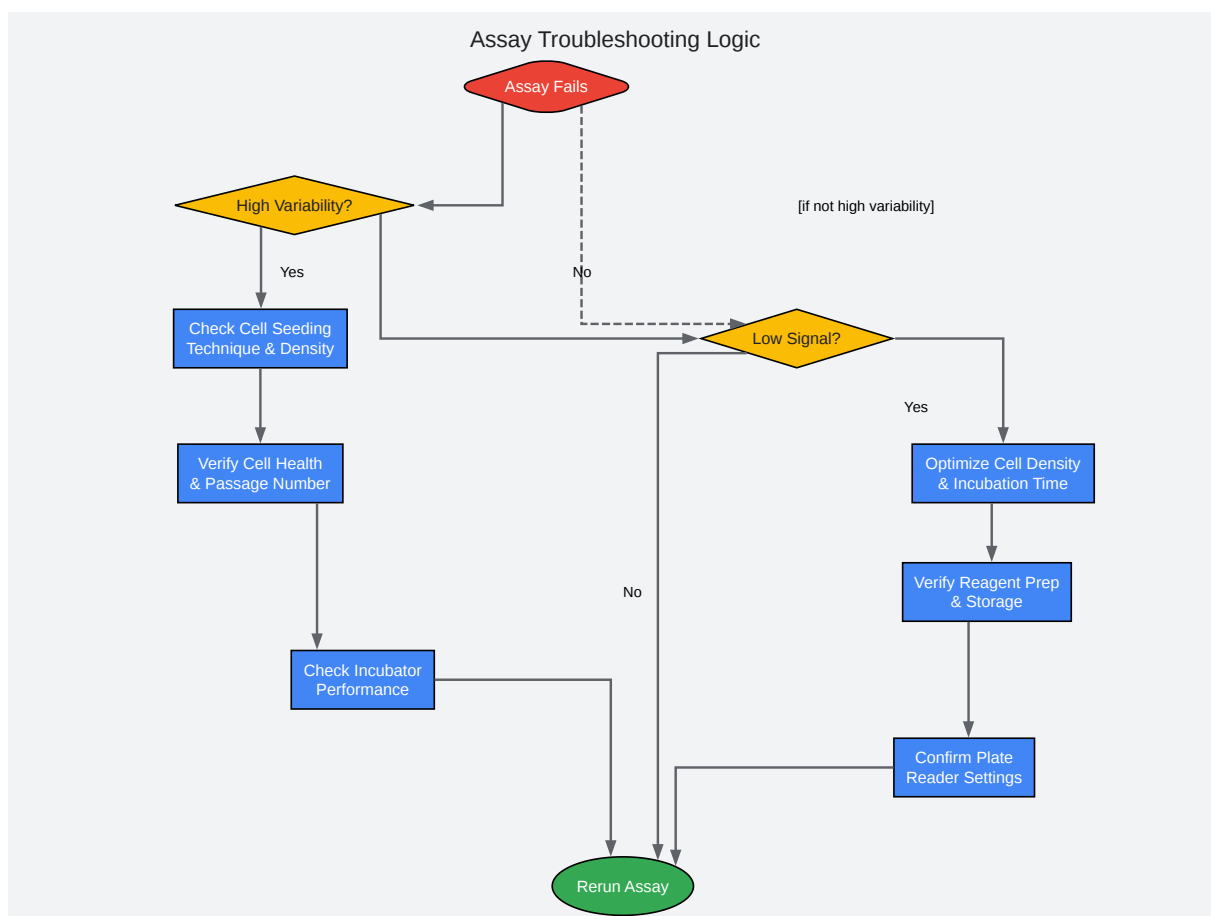 Assay Troubleshooting Logic
Assay Fails
High Variability?
[if not high variability]
Yes
No
Check Cell Seeding
Technique & Density
Low Signal?
Yes
Verify Cell Health
& Passage Number
Optimize Cell Density
& Incubation Time
No
Verify Reagent Prep
& Storage
Check Incubator
Performance
Confirm Plate
Reader Settings
Rerun Assay